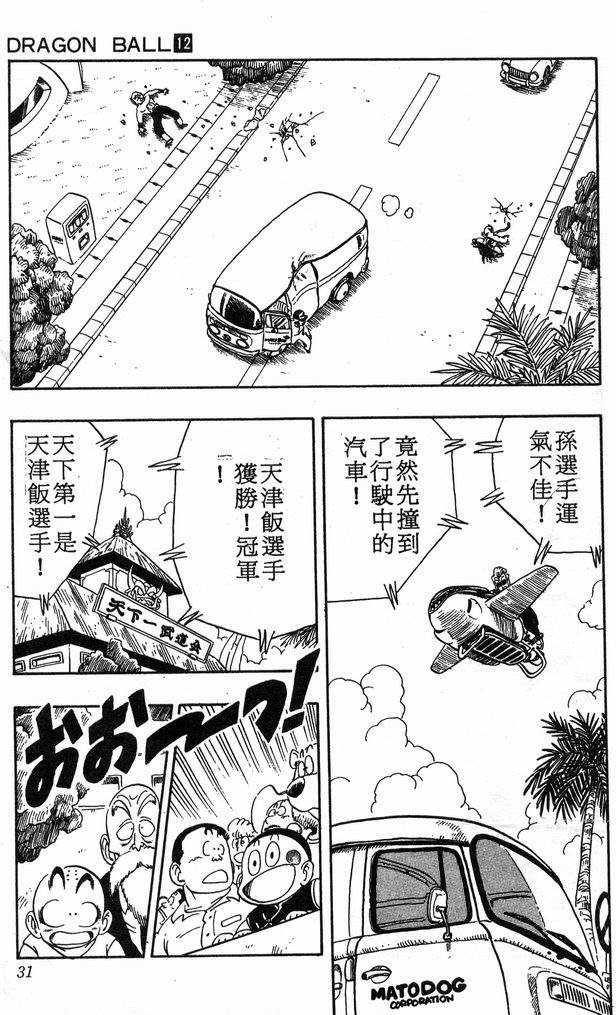 DRAGON BALL 12
孫選手運
氣不佳！
竟然先撞到
了行駛中的
汽車！
MATODOG
CORPORATION
天津飯選手
獲勝！冠軍
！
天下第一是
天津飯選手！
天下一武道会
おおーっ!
31